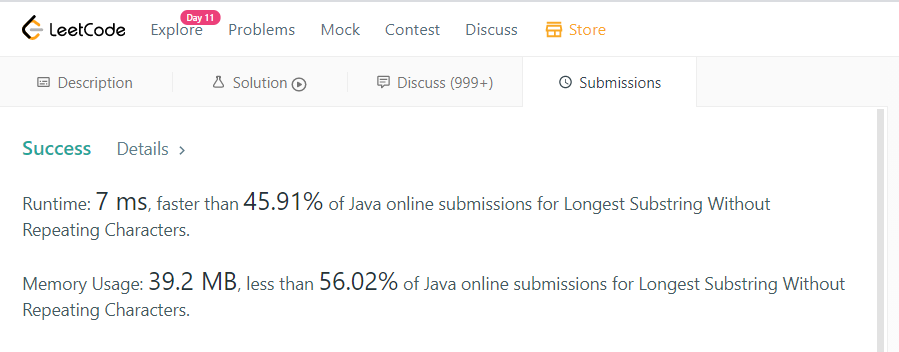 Day 11
LeetCode Explore Problems Mock Contest Discuss Store
Description Solution Discuss (999+) Submissions
Success Details >
Runtime: 7 ms, faster than 45.91% of Java online submissions for Longest Substring Without
Repeating Characters.
Memory Usage: 39.2 MB, less than 56.02% of Java online submissions for Longest Substring Without
Repeating Characters.